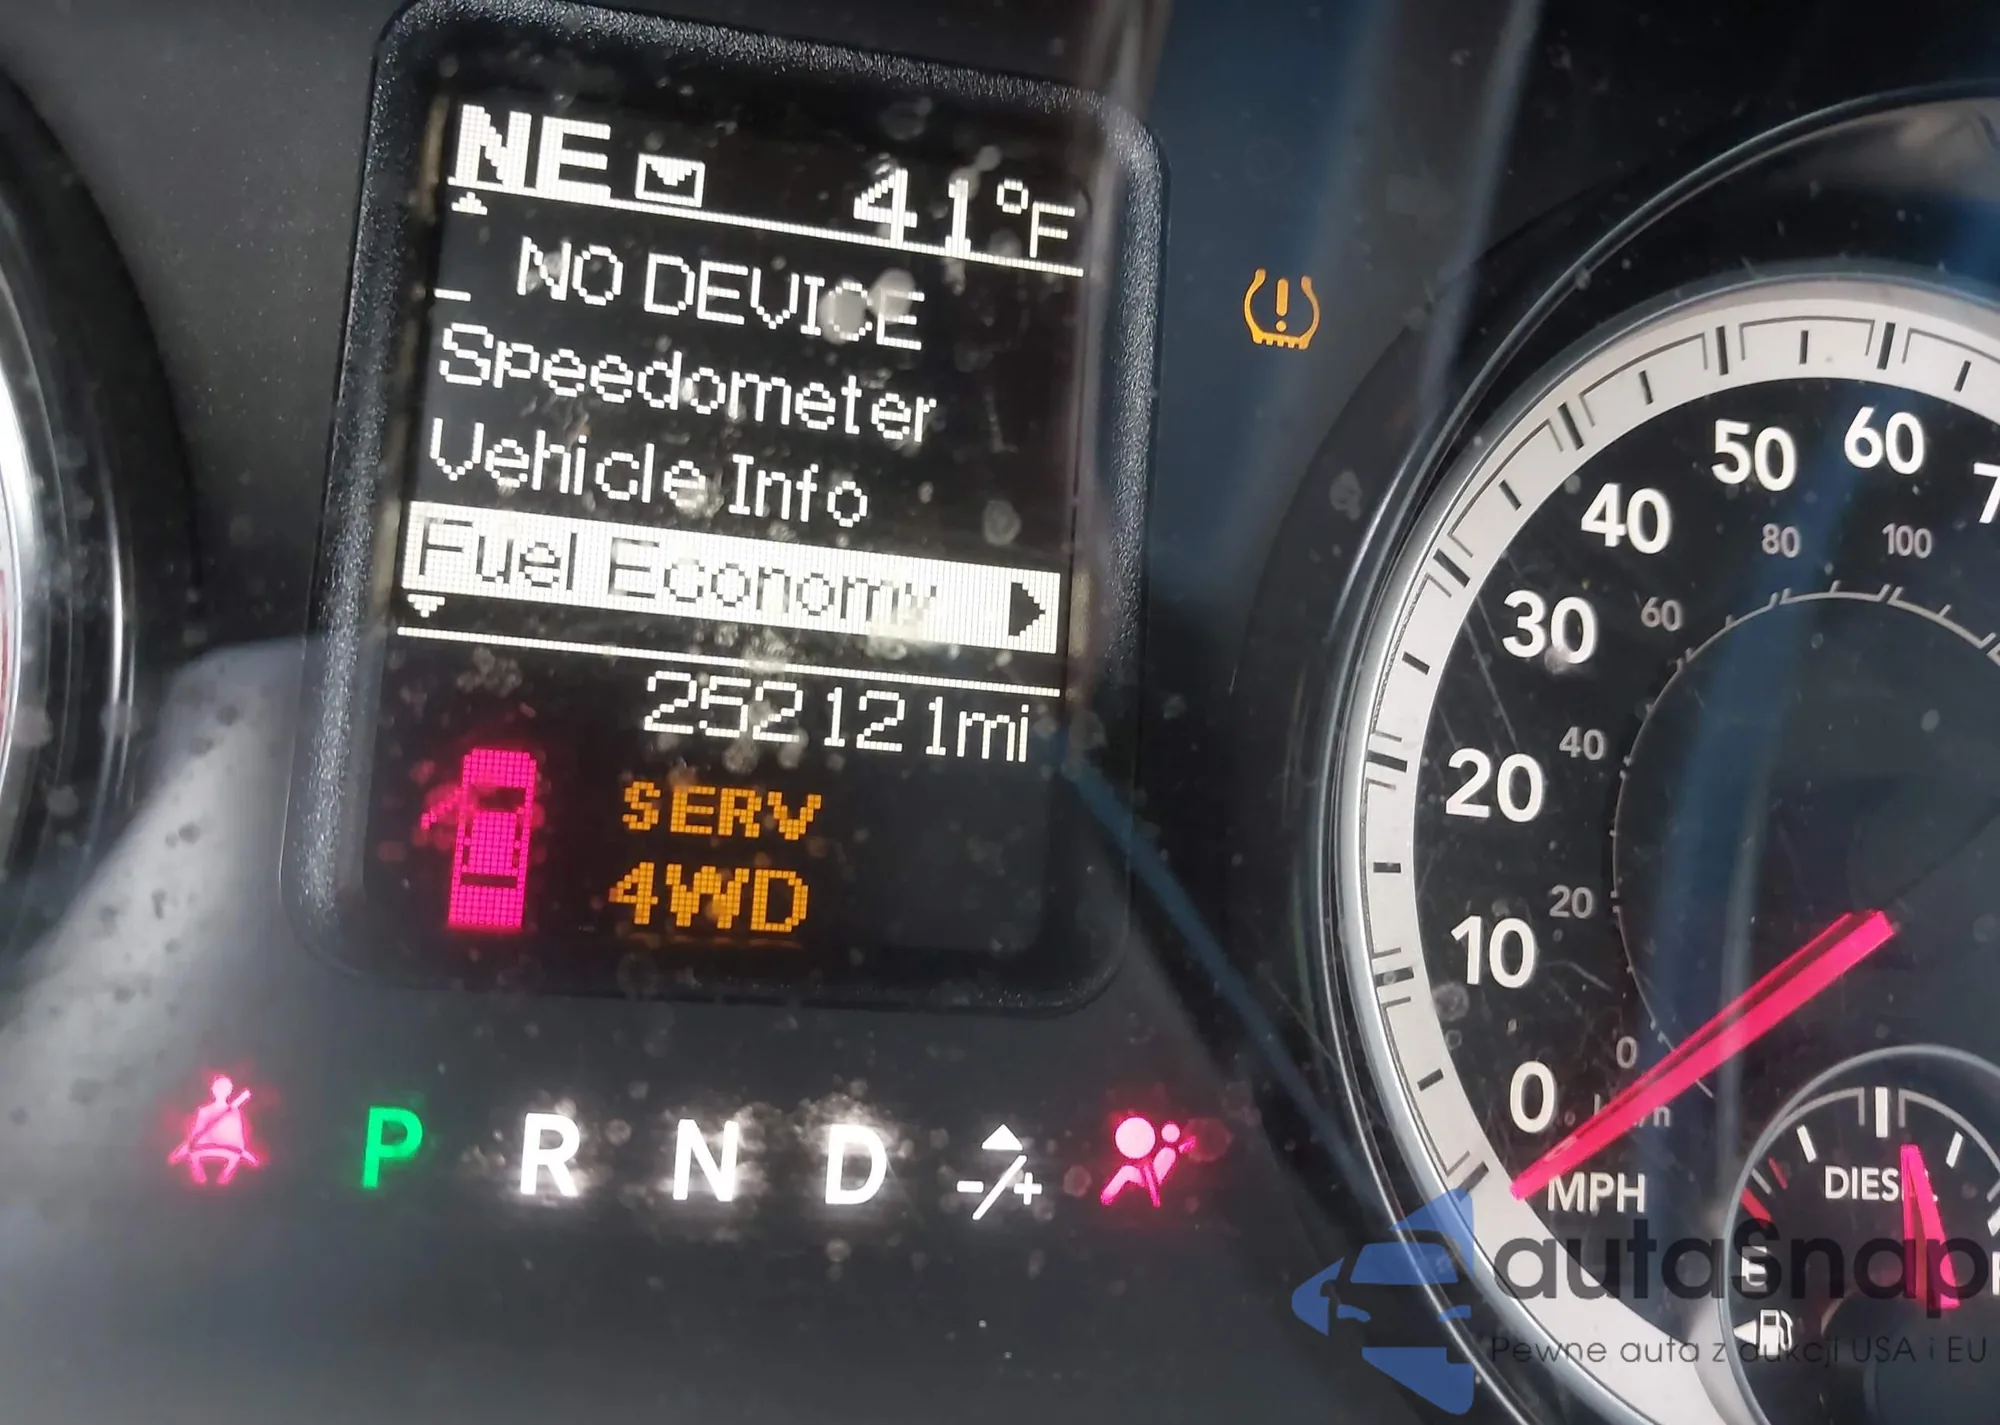 NE 41°F
NO DEVICE
Speedometer
Vehicle Info
Fuel Economy
252121mi
SERV
4WD
P R N D -/+
0 10 20 30 40 50 60
0 20 40 60 80 100
MPH
DIESEL
E
autasnap
Pewne auta z aukcji USA i EU